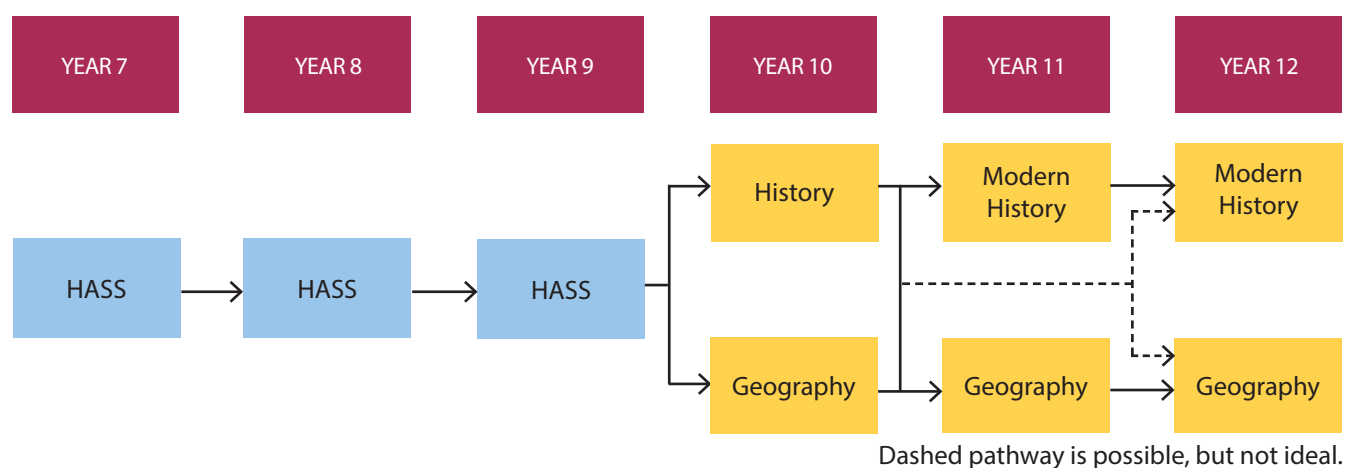 YEAR 7
YEAR 8
YEAR 9
YEAR 10
YEAR 11
YEAR 12
History
Modern
History
Modern
History
HASS
HASS
HASS
Geography
Geography
Geography
Dashed pathway is possible, but not ideal.